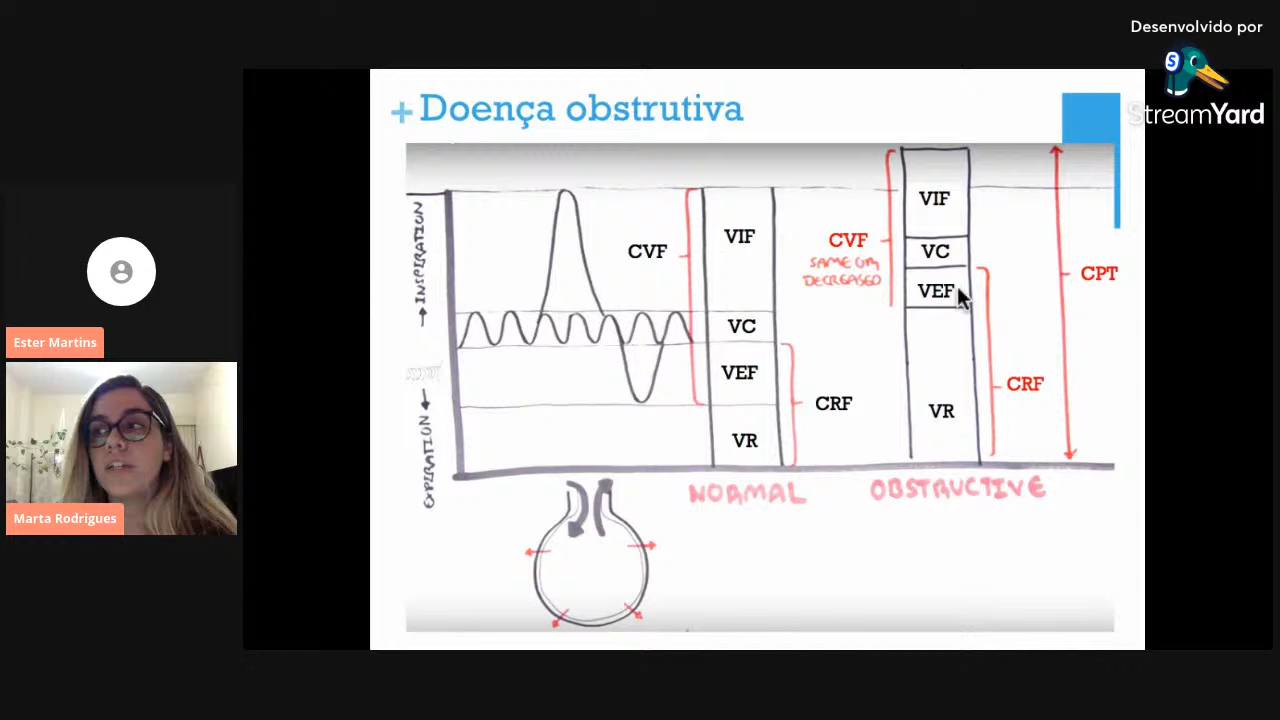 Desenvolvido por
StreamYard
+ Doença obstrutiva
INSPIRATION
EXPIRATION
CVF
VIF
VC
VEF
VR
CRF
NORMAL
CVF
SAME OR
DECREASED
VIF
VC
VEF
VR
CRF
CPT
OBSTRUCTIVE
Ester Martins
Marta Rodrigues